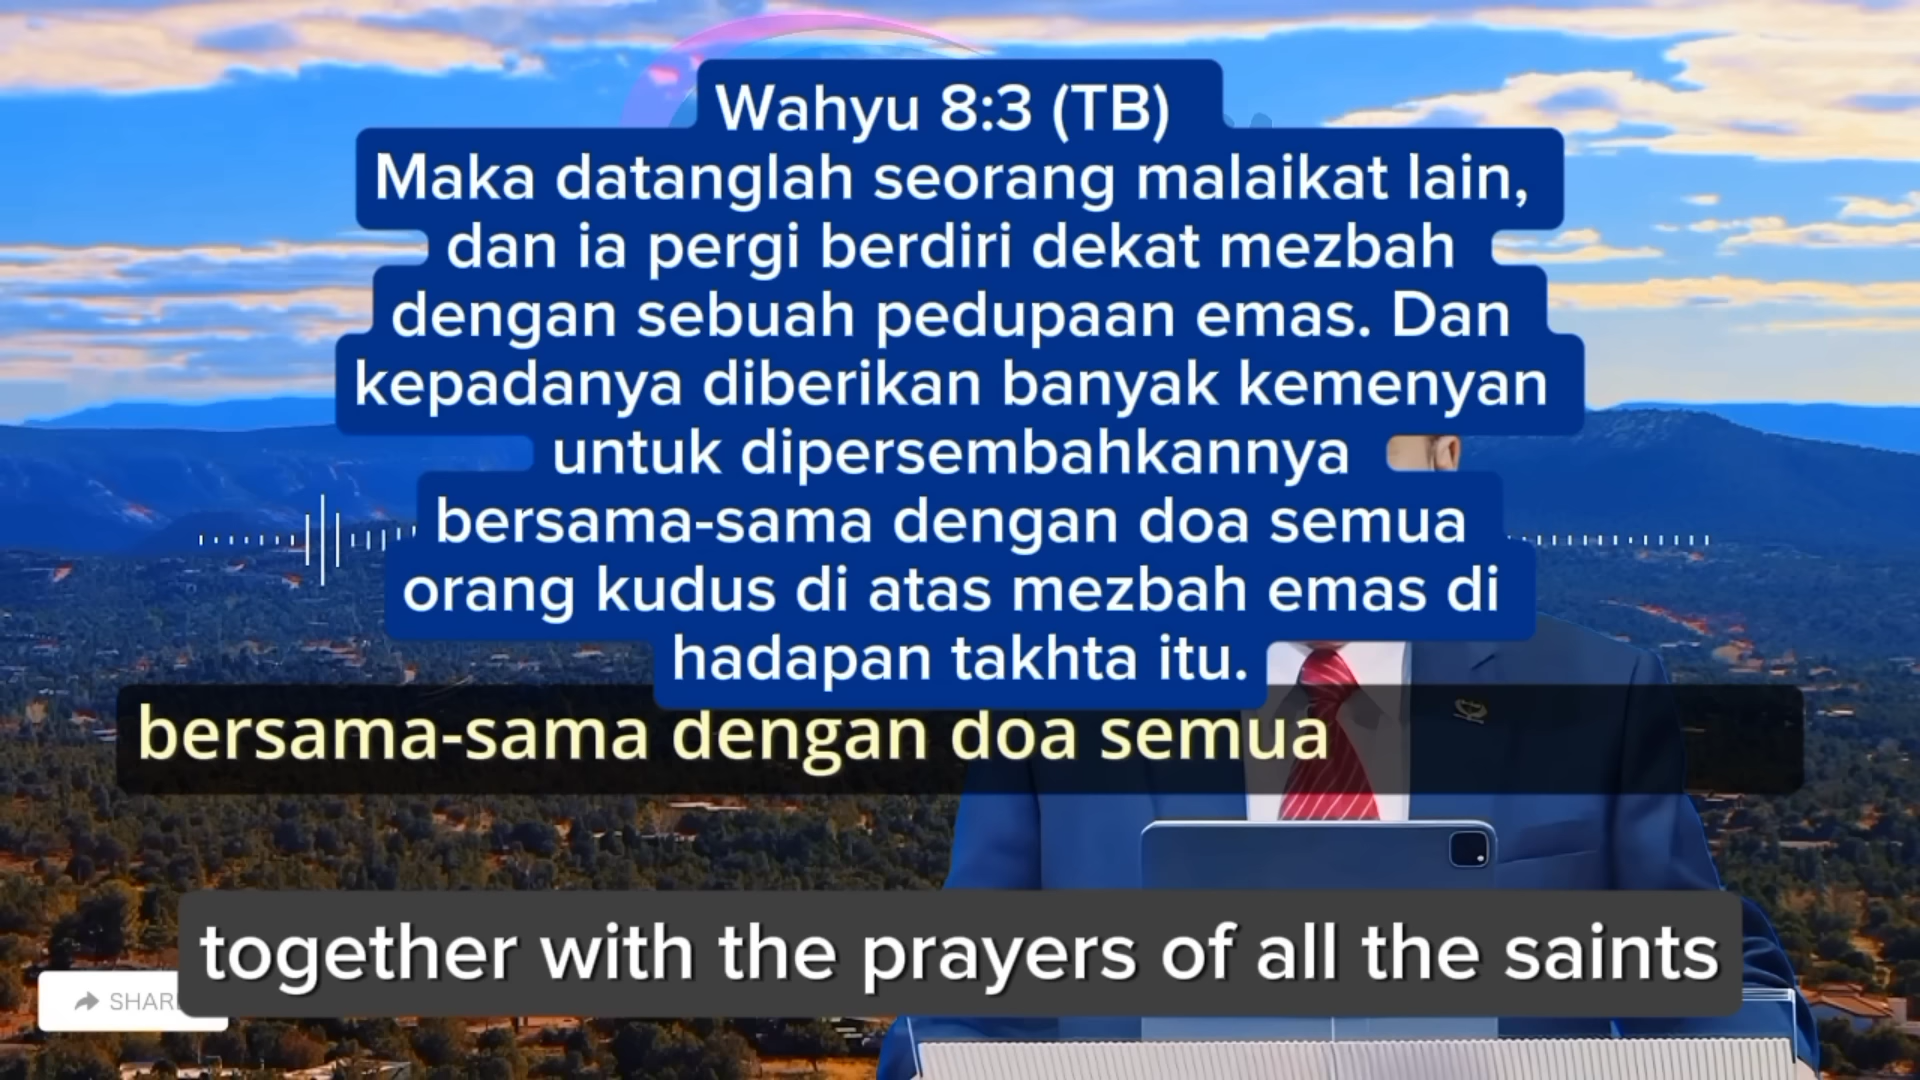 Wahyu 8:3 (TB)
Maka datanglah seorang malaikat lain,
dan ia pergi berdiri dekat mezbah
dengan sebuah pedupaan emas. Dan
kepadanya diberikan banyak kemenyan
untuk dipersembahkannya
bersama-sama dengan doa semua
orang kudus di atas mezbah emas di
hadapan takhta itu.
bersama-sama dengan doa semua
together with the prayers of all the saints
SHAR